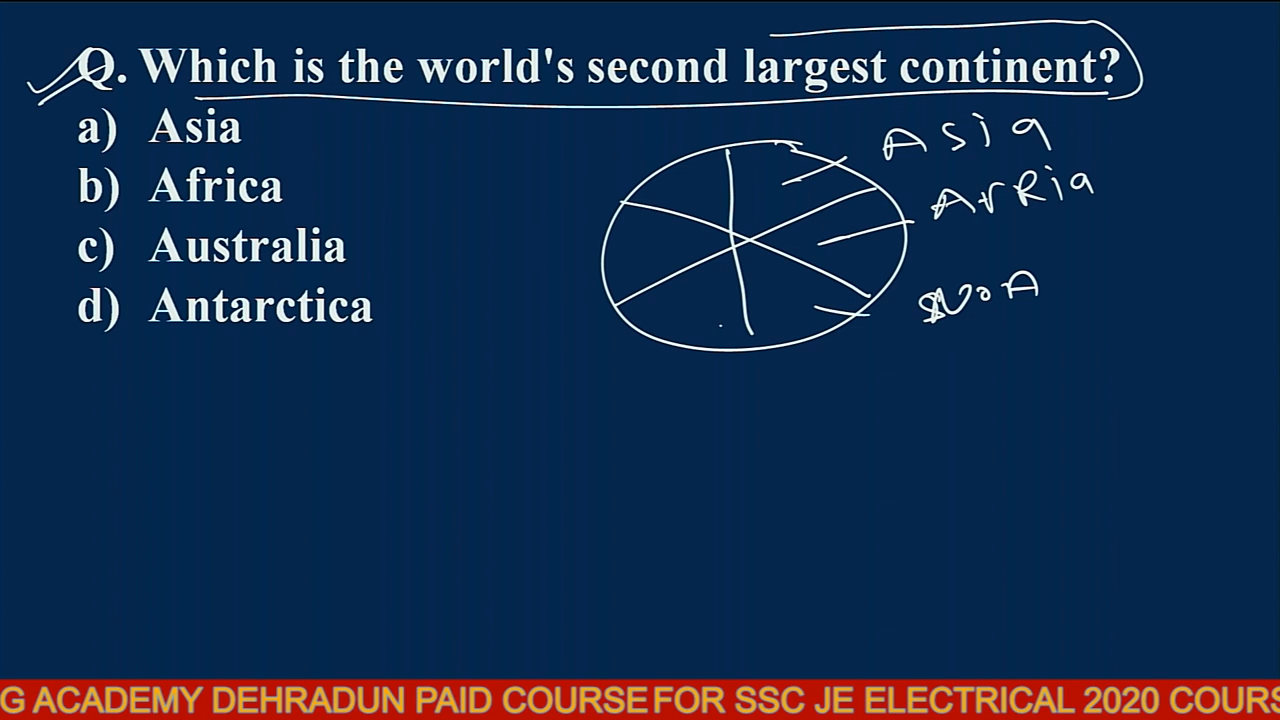 Q. Which is the world's second largest continent?
a) Asia
b) Africa
c) Australia
d) Antarctica
Asia
G ACADEMY DEHRADUN PAID COURSE FOR SSC JE ELECTRICAL 2020 COURS